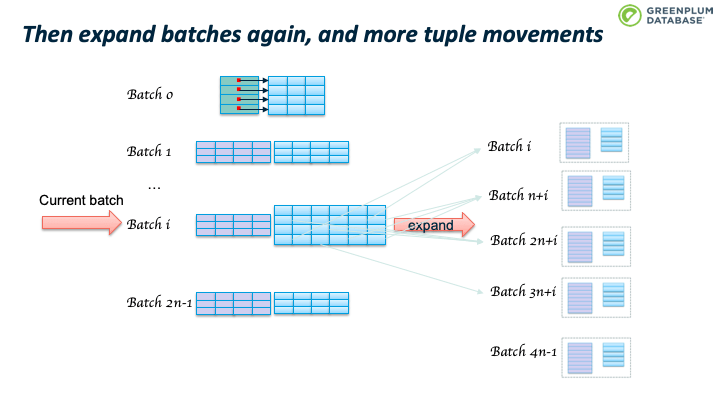 Then expand batches again, and more tuple movements
GREENPLUM
DATABASE®
Batch 0
Batch 1
...
Current batch
Batch i
Batch 2n-1
expand
Batch i
Batch n+i
Batch 2n+i
Batch 3n+i
Batch 4n-1